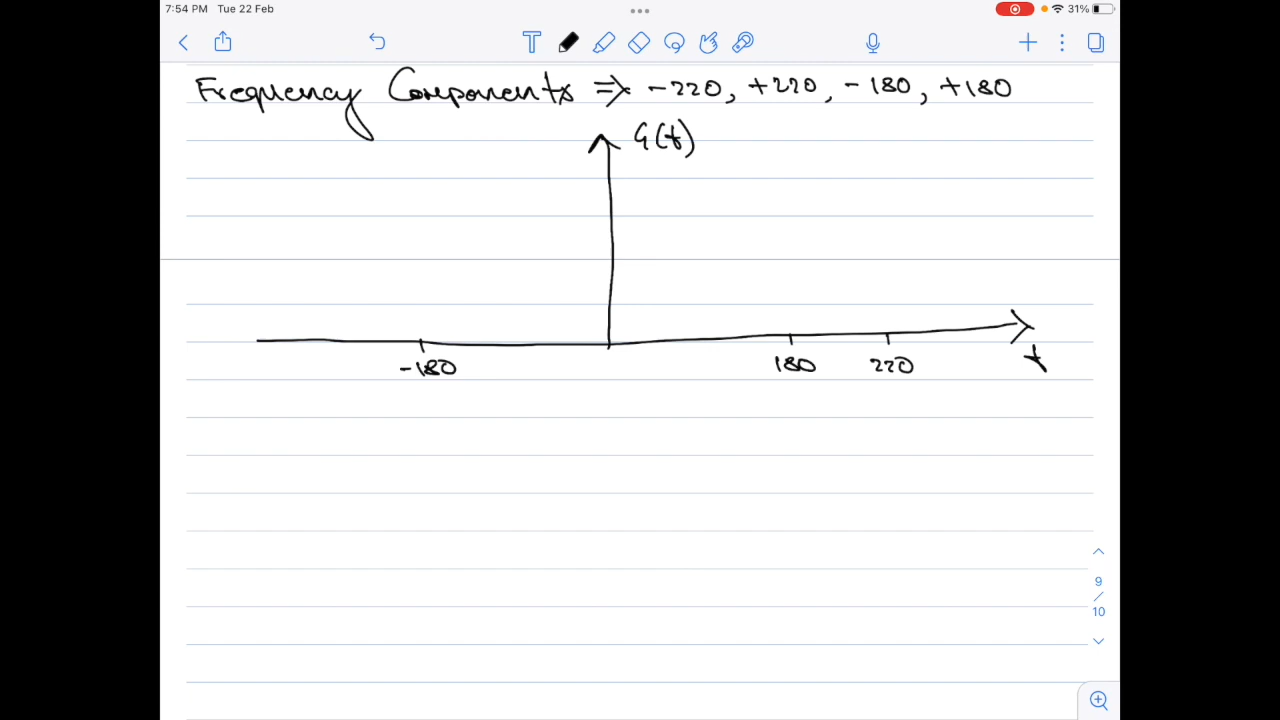 7:54 PM Tue 22 Feb
31%
T
Frequency Components ⇒ -220, +220, -180, +180
G(f)
-180 180 220
f
9
/
10